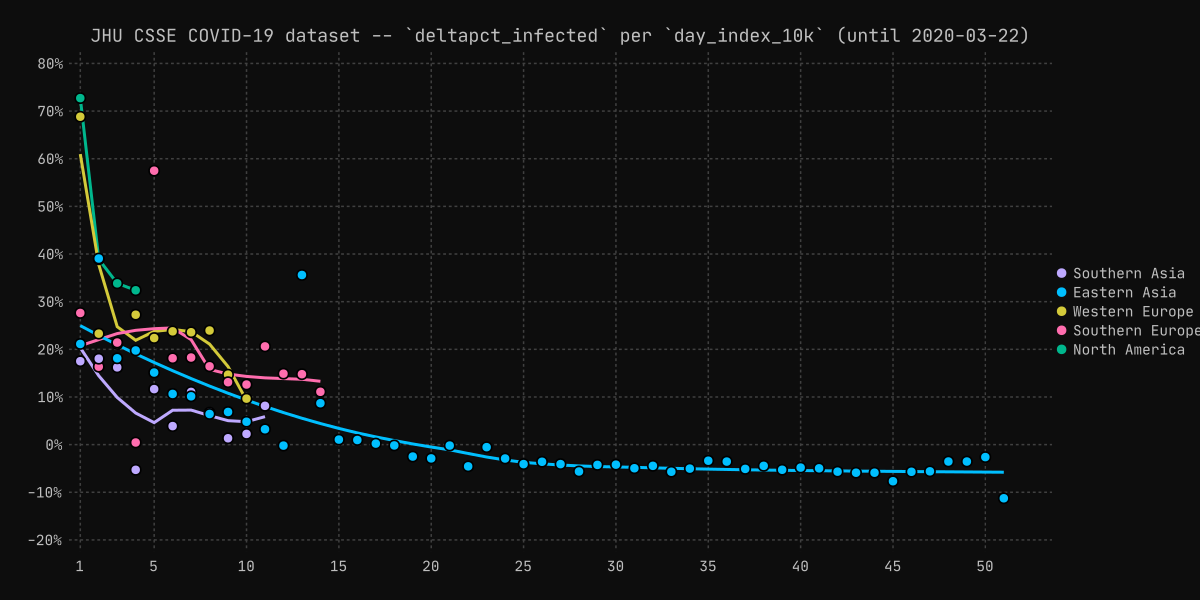 JHU CSSE COVID-19 dataset -- `deltapct_infected` per `day_index_10k` (until 2020-03-22)
80%
70%
60%
50%
40%
30%
20%
10%
0%
-10%
-20%
1 5 10 15 20 25 30 35 40 45 50
Southern Asia
Eastern Asia
Western Europe
Southern Europe
North America